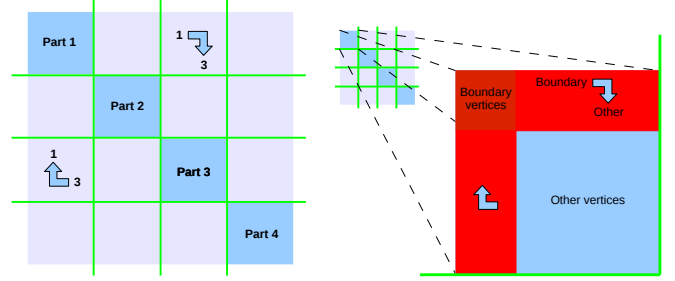 Part 1
1
3
Part 2
1
3
Part 3
Part 4
Boundary
vertices
Boundary
Other
Other vertices